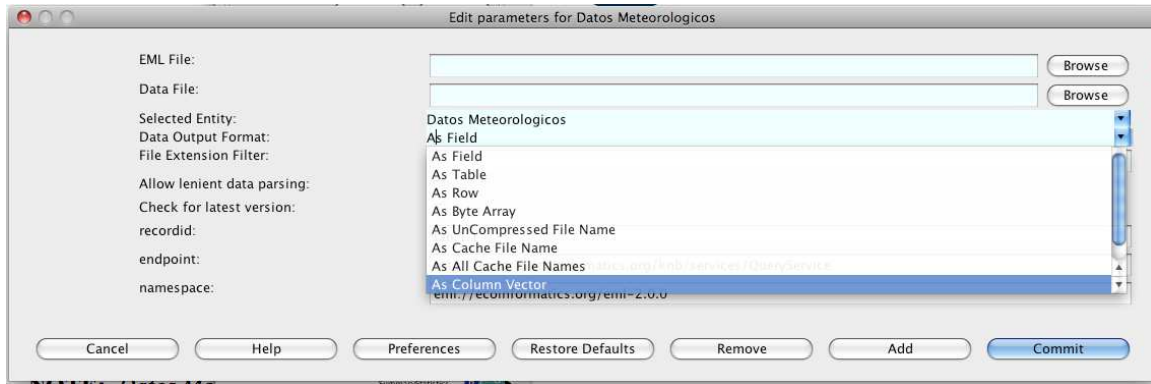 Edit parameters for Datos Meteorologicos
EML File:
Browse
Data File:
Browse
Selected Entity:
Datos Meteorologicos
Data Output Format:
As Field
File Extension Filter:
As Field
As Table
Allow lenient data parsing:
As Row
Check for latest version:
As Byte Array
recordid:
As UnCompressed File Name
As Cache File Name
endpoint:
As All Cache File Names
namespace:
As Column Vector
eml://ecoinformatics.org/eml-2.0.0
Cancel
Help
Preferences
Restore Defaults
Remove
Add
Commit